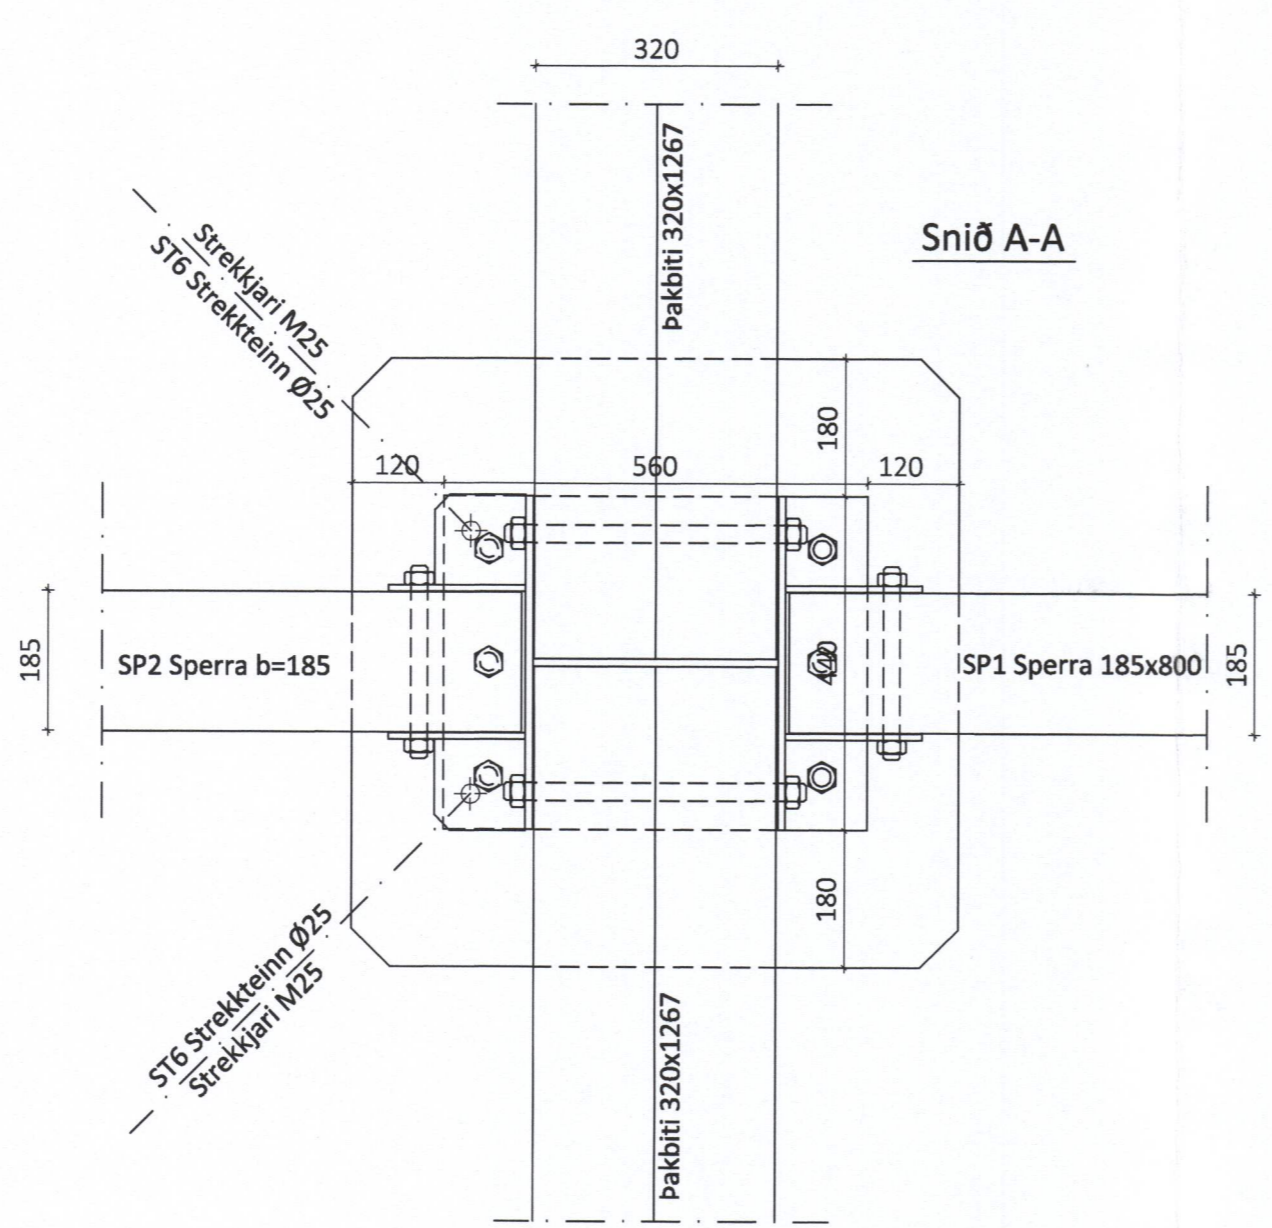 320
Þakbiti 320x1267
Snið A-A
Strekkjari M25
ST6 Strekkteinn Ø25
180
120
560
120
185
SP2 Sperra b=185
SP1 Sperra 185x800
185
180
ST6 Strekkteinn Ø25
Strekkjari M25
Þakbiti 320x1267